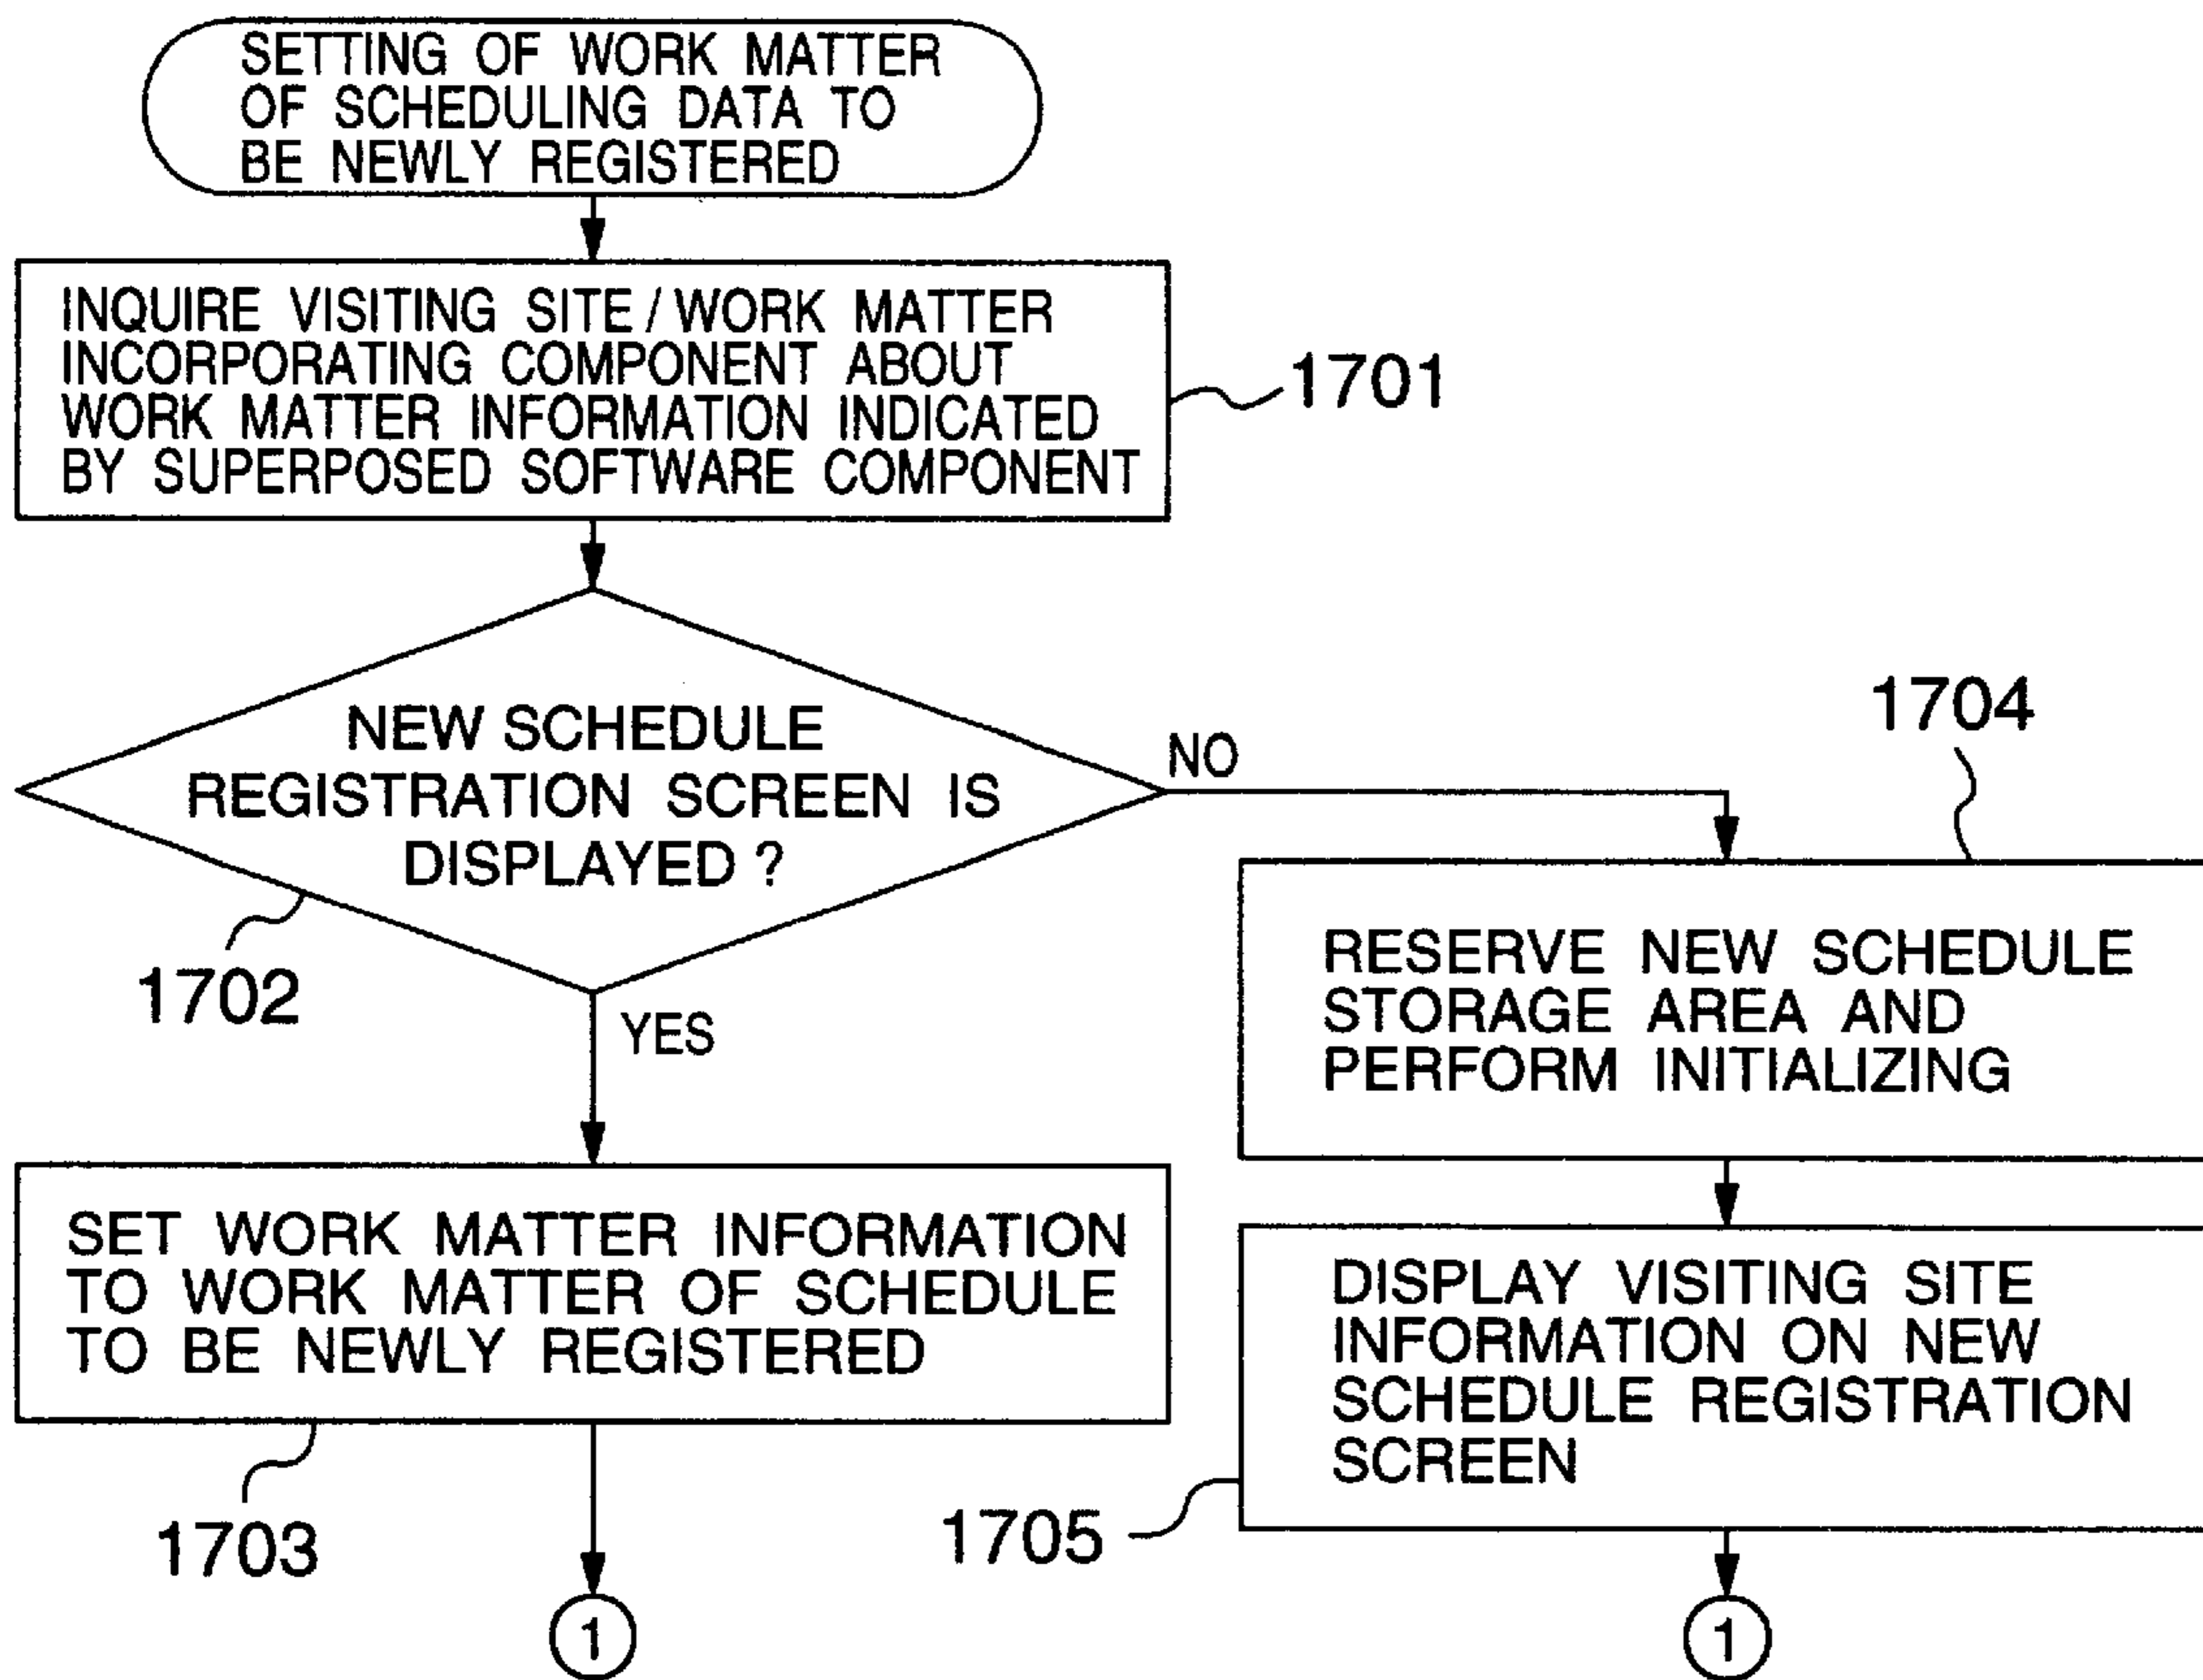 SETTING OF WORK MATTER
OF SCHEDULING DATA TO
BE NEWLY REGISTERED
INQUIRE VISITING SITE / WORK MATTER
INCORPORATING COMPONENT ABOUT
WORK MATTER INFORMATION INDICATED
BY SUPERPOSED SOFTWARE COMPONENT
1701
NEW SCHEDULE
REGISTRATION SCREEN IS
DISPLAYED ?
1702
NO
YES
1704
RESERVE NEW SCHEDULE
STORAGE AREA AND
PERFORM INITIALIZING
SET WORK MATTER INFORMATION
TO WORK MATTER OF SCHEDULE
TO BE NEWLY REGISTERED
1703
DISPLAY VISITING SITE
INFORMATION ON NEW
SCHEDULE REGISTRATION
SCREEN
1705
1
1